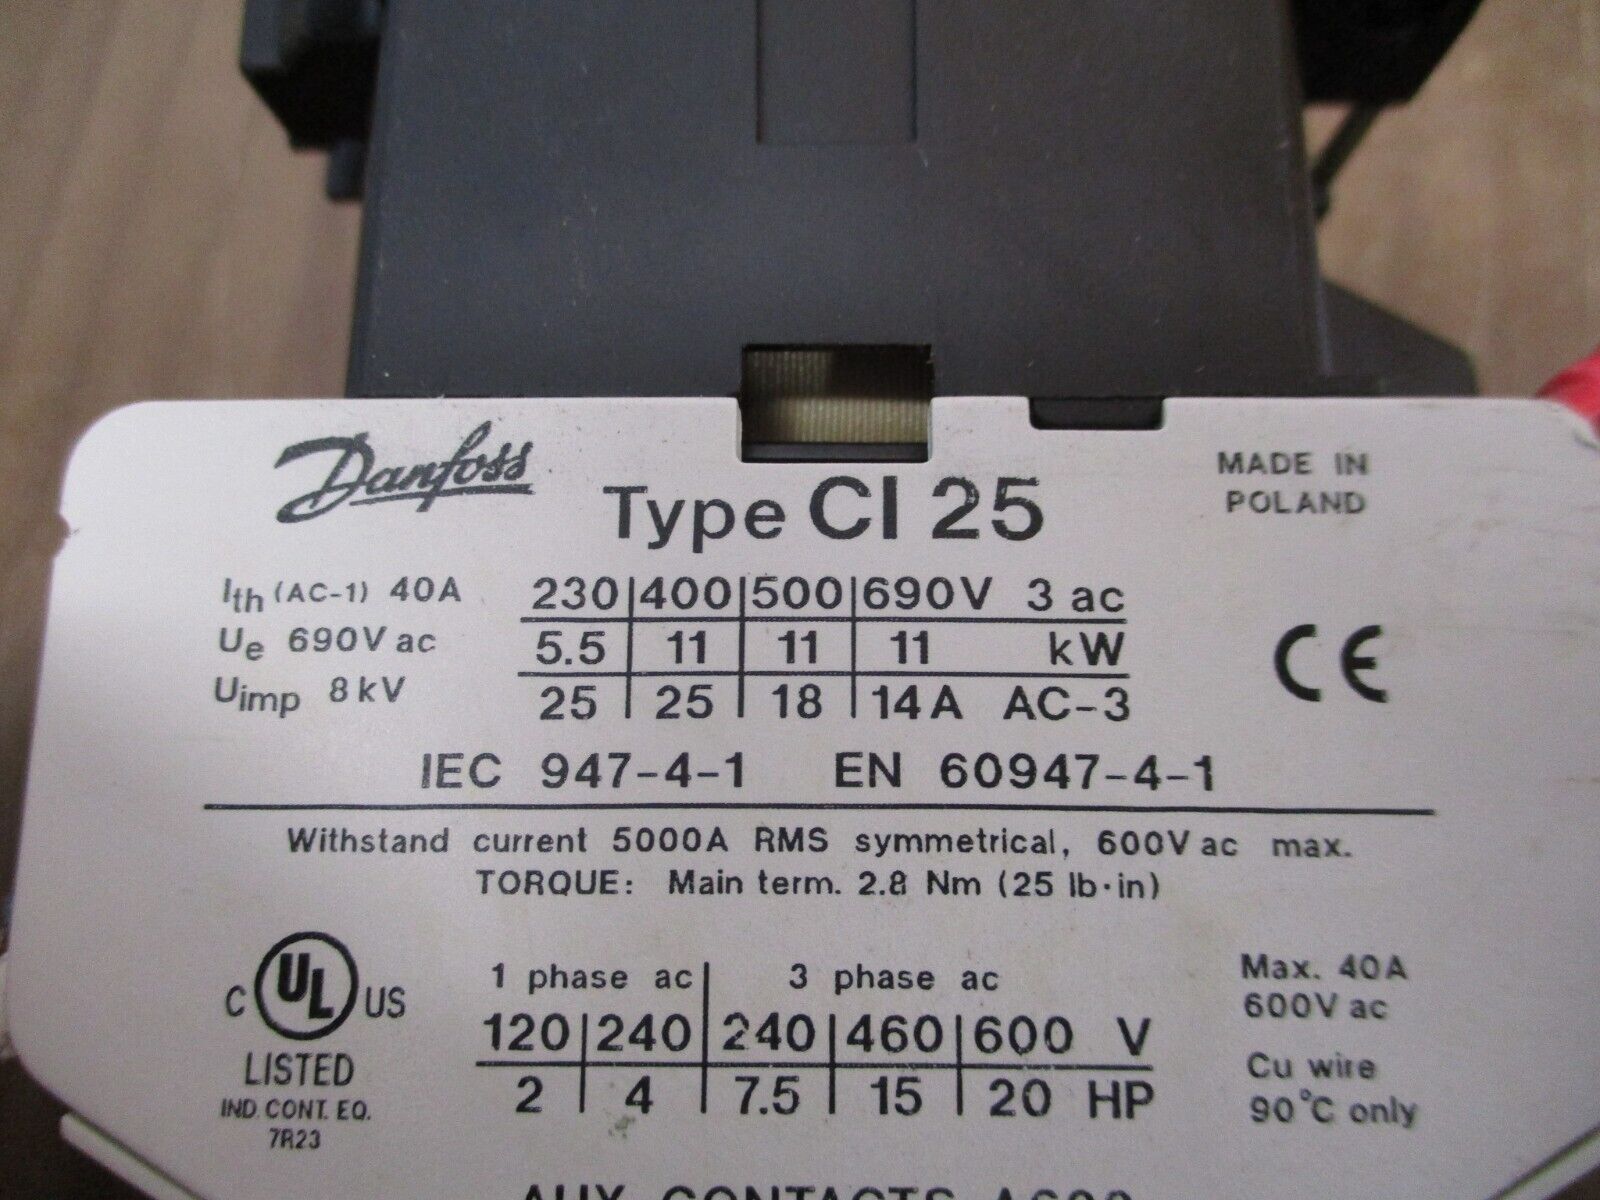 Danfoss
Type CI 25
MADE IN
POLAND
Ith (AC-1) 40A
Ue 690V ac
Uimp 8kV
230|400|500|690V 3 ac
5.5 | 11 | 11 | 11 kW
25 | 25 | 18 | 14A AC-3
CE
IEC 947-4-1 EN 60947-4-1
Withstand current 5000A RMS symmetrical, 600V ac max.
TORQUE: Main term. 2.8 Nm (25 lb·in)
C UL US
LISTED
IND. CONT. EQ.
7R23
1 phase ac | 3 phase ac
120|240|240|460|600 V
2 | 4 | 7.5 | 15 | 20 HP
Max. 40A
600V ac
Cu wire
90°C only
AUX CONTACTS A600